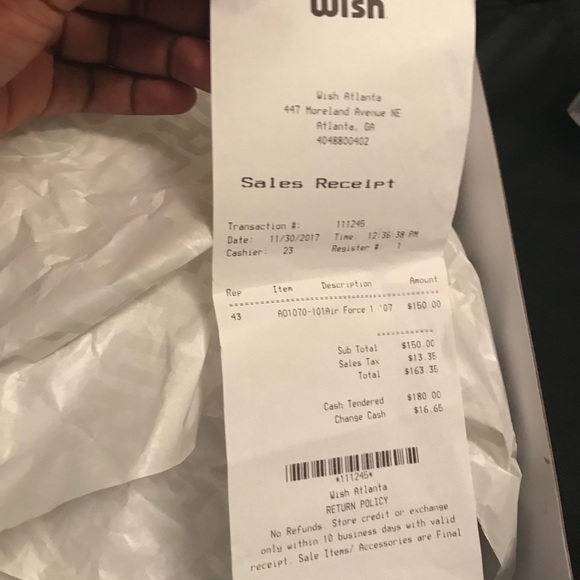 Wish
Wish Atlanta
447 Moreland Avenue NE
Atlanta, GA
4048800402
Sales Receipt
Transaction #: 111245
Date: 11/30/2017 Time: 12:36:38 PM
Cashier: 23 Register #: 1
Rep Item Description Amount
43 AO1070-101Air Force 1 '07 $150.00
Sub Total $150.00
Sales Tax $13.35
Total $163.35
Cash Tendered $180.00
Change Cash $16.65
*111245*
Wish Atlanta
RETURN POLICY
No Refunds. Store credit or exchange
only within 10 business days with valid
receipt. Sale Items/ Accessories are Final